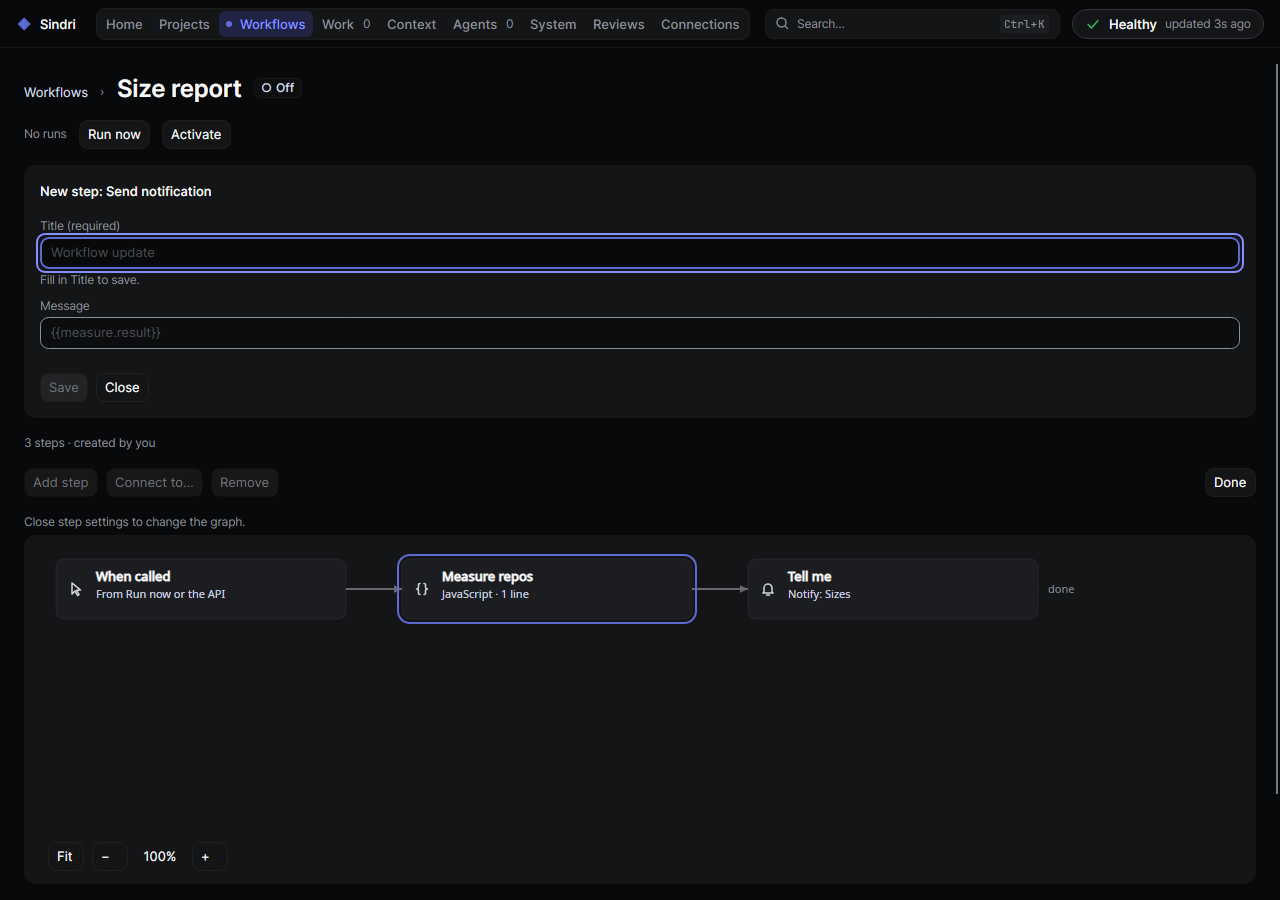 Sindri
Home Projects Workflows Work 0 Context Agents 0 System Reviews Connections
Search... Ctrl+K
Healthy updated 3s ago
Workflows › Size report Off
No runs Run now Activate
New step: Send notification
Title (required)
Workflow update
Fill in Title to save.
Message
{{measure.result}}
Save Close
3 steps · created by you
Add step Connect to... Remove Done
Close step settings to change the graph.
When called
From Run now or the API
{} Measure repos
JavaScript · 1 line
Tell me
Notify: Sizes
done
Fit − 100% +